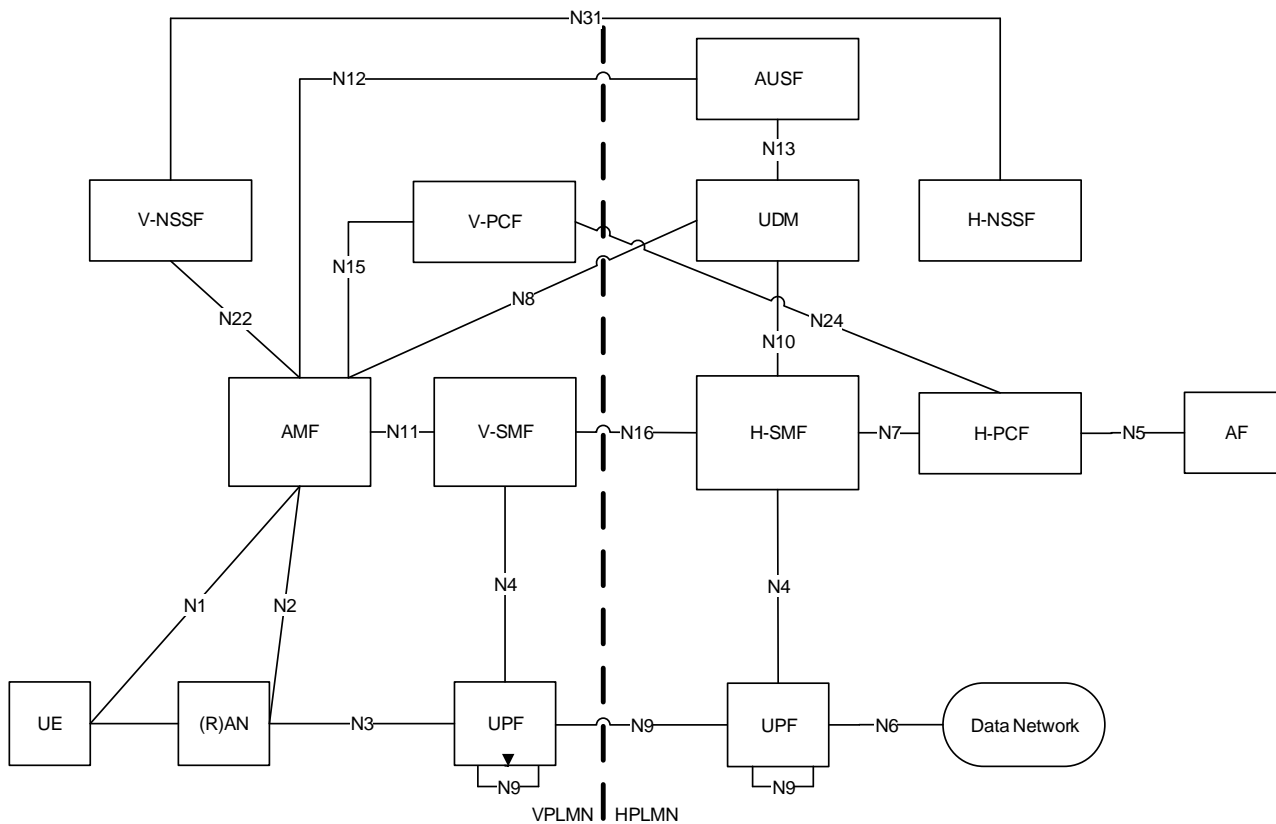 N31
AUSF
N12
N13
V-NSSF
V-PCF
UDM
H-NSSF
N15
N8
N22
N24
N10
AMF
N11
V-SMF
N16
H-SMF
N7
H-PCF
N5
AF
N4
N4
N1
N2
UE
(R)AN
N3
UPF
N9
UPF
N6
Data Network
N9
N9
VPLMN
HPLMN